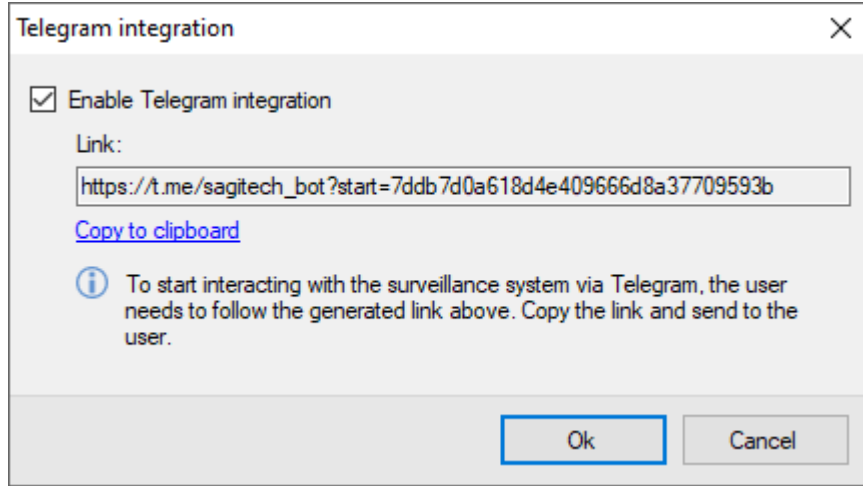 Telegram integration
Enable Telegram integration
Link:
https://t.me/sagitech_bot?start=7ddb7d0a618d4e409666d8a37709593b
Copy to clipboard
To start interacting with the surveillance system via Telegram, the user
needs to follow the generated link above. Copy the link and send to the
user.
Ok
Cancel